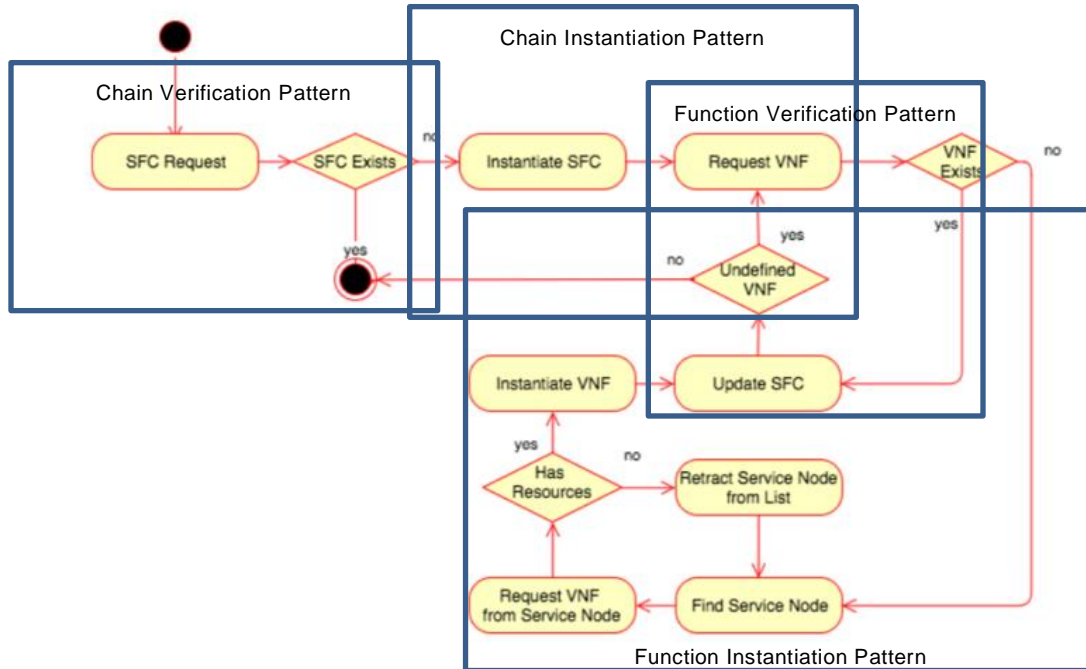 Chain Instantiation Pattern
Chain Verification Pattern
Function Verification Pattern
no
no
SFC Request
SFC Exists
Instantiate SFC
Request VNF
VNF
Exists
yes
yes
yes
no
Undefined
VNF
Instantiate VNF
Update SFC
yes
no
Has
Resources
Retract Service Node
from List
Request VNF
from Service Node
Find Service Node
Function Instantiation Pattern